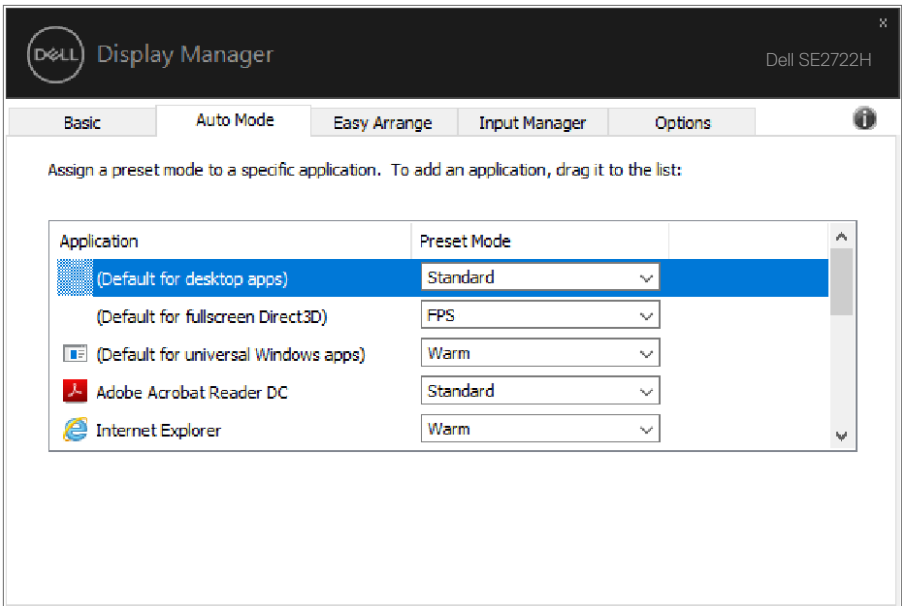 x
DELL Display Manager
Dell SE2722H
Basic Auto Mode Easy Arrange Input Manager Options
Assign a preset mode to a specific application. To add an application, drag it to the list:
Application Preset Mode
(Default for desktop apps) Standard
(Default for fullscreen Direct3D) FPS
(Default for universal Windows apps) Warm
Adobe Acrobat Reader DC Standard
Internet Explorer Warm